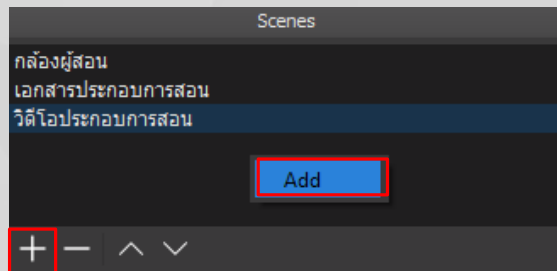 Scenes
กล้องผู้สอน
เอกสารประกอบการสอน
วิดีโอประกอบการสอน
Add